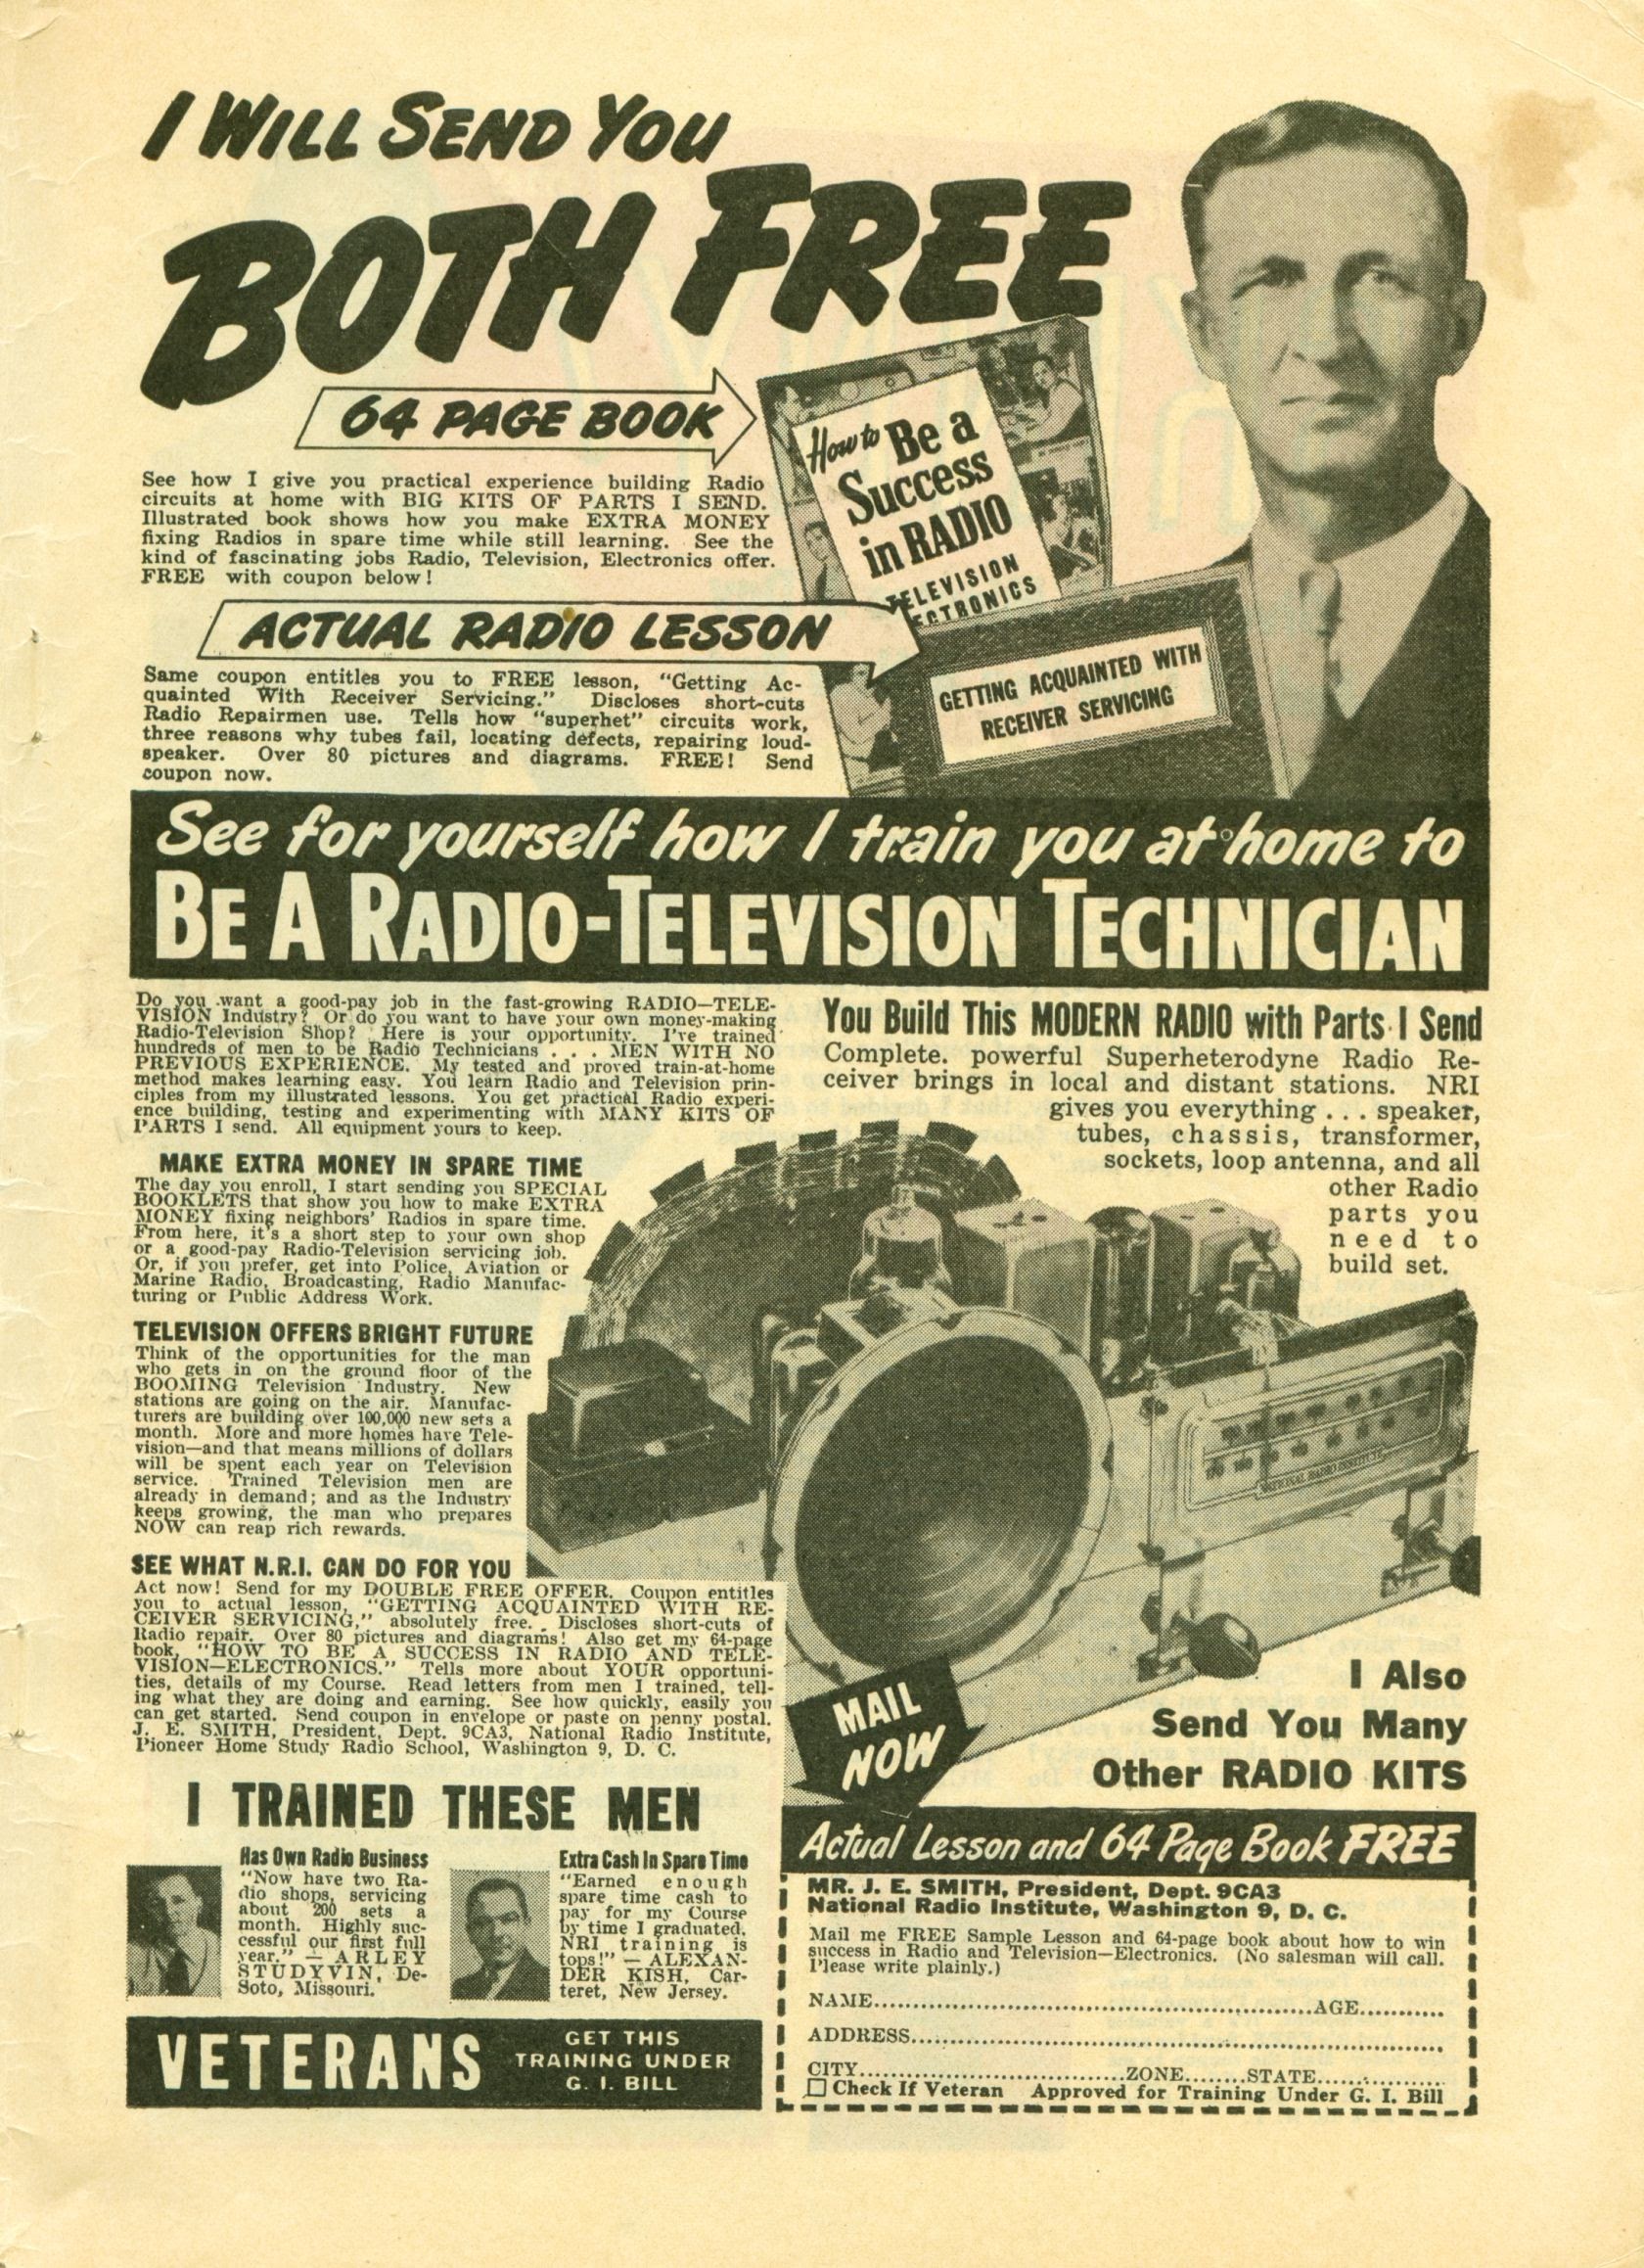 I WILL SEND YOU
BOTH FREE
64 PAGE BOOK
See how I give you practical experience building Radio
circuits at home with BIG KITS OF PARTS I SEND.
Illustrated book shows how you make EXTRA MONEY
fixing Radios in spare time while still learning. See the
kind of fascinating jobs Radio, Television, Electronics offer.
FREE with coupon below!
How to Be a
Success
in RADIO
TELEVISION
ECTRONICS
ACTUAL RADIO LESSON
Same coupon entitles you to FREE lesson, "Getting Ac-
quainted With Receiver Servicing." Discloses short-cuts
Radio Repairmen use. Tells how "superhet" circuits work,
three reasons why tubes fail, locating defects, repairing loud-
speaker. Over 80 pictures and diagrams. FREE! Send
coupon now.
GETTING ACQUAINTED WITH
RECEIVER SERVICING
See for yourself how I train you at home to
BE A RADIO-TELEVISION TECHNICIAN
Do you want a good-pay job in the fast-growing RADIO—TELE-
VISION Industry? Or do you want to have your own money-making
Radio-Television Shop? Here is your opportunity. I've trained
hundreds of men to be Radio Technicians . . . MEN WITH NO
PREVIOUS EXPERIENCE. My tested and proved train-at-home
method makes learning easy. You learn Radio and Television prin-
ciples from my illustrated lessons. You get practical Radio experi-
ence building, testing and experimenting with MANY KITS OF
PARTS I send. All equipment yours to keep.
MAKE EXTRA MONEY IN SPARE TIME
The day you enroll, I start sending you SPECIAL
BOOKLETS that show you how to make EXTRA
MONEY fixing neighbors' Radios in spare time.
From here, it's a short step to your own shop
or a good-pay Radio-Television servicing job.
Or, if you prefer, get into Police, Aviation or
Marine Radio, Broadcasting, Radio Manufac-
turing or Public Address Work.
TELEVISION OFFERS BRIGHT FUTURE
Think of the opportunities for the man
who gets in on the ground floor of the
BOOMING Television Industry. New
stations are going on the air. Manufac-
turers are building over 100,000 new sets a
month. More and more homes have Tele-
vision—and that means millions of dollars
will be spent each year on Television
service. Trained Television men are
already in demand; and as the Industry
keeps growing, the man who prepares
NOW can reap rich rewards.
SEE WHAT N.R.I. CAN DO FOR YOU
Act now! Send for my DOUBLE FREE OFFER. Coupon entitles
you to actual lesson, "GETTING ACQUAINTED WITH RE-
CEIVER SERVICING," absolutely free. Discloses short-cuts of
Radio repair. Over 80 pictures and diagrams! Also get my 64-page
book, "HOW TO BE A SUCCESS IN RADIO AND TELE-
VISION—ELECTRONICS." Tells more about YOUR opportuni-
ties, details of my Course. Read letters from men I trained, tell-
ing what they are doing and earning. See how quickly, easily you
can get started. Send coupon in envelope or paste on penny postal.
J. E. SMITH, President, Dept. 9CA3, National Radio Institute,
Pioneer Home Study Radio School, Washington 9, D. C.
You Build This MODERN RADIO with Parts I Send
Complete. powerful Superheterodyne Radio Re-
ceiver brings in local and distant stations. NRI
gives you everything . . . speaker,
tubes, chassis, transformer,
sockets, loop antenna, and all
other Radio
parts you
need to
build set.
NATIONAL RADIO INSTITUTE
I Also
Send You Many
Other RADIO KITS
MAIL
NOW
I TRAINED THESE MEN
Has Own Radio Business
"Now have two Ra-
dio shops, servicing
about 200 sets a
month. Highly suc-
cessful our first full
year." — ARLEY
STUDYVIN, De-
Soto, Missouri.
Extra Cash In Spare Time
"Earned enough
spare time cash to
pay for my Course
by time I graduated.
NRI training is
tops!" — ALEXAN-
DER KISH, Car-
teret, New Jersey.
VETERANS
GET THIS
TRAINING UNDER
G. I. BILL
Actual Lesson and 64 Page Book FREE
MR. J. E. SMITH, President, Dept. 9CA3
National Radio Institute, Washington 9, D. C.
Mail me FREE Sample Lesson and 64-page book about how to win
success in Radio and Television—Electronics. (No salesman will call.
Please write plainly.)
NAME.....AGE.....
ADDRESS.....
CITY.....ZONE.....STATE.....
Check If Veteran Approved for Training Under G. I. Bill